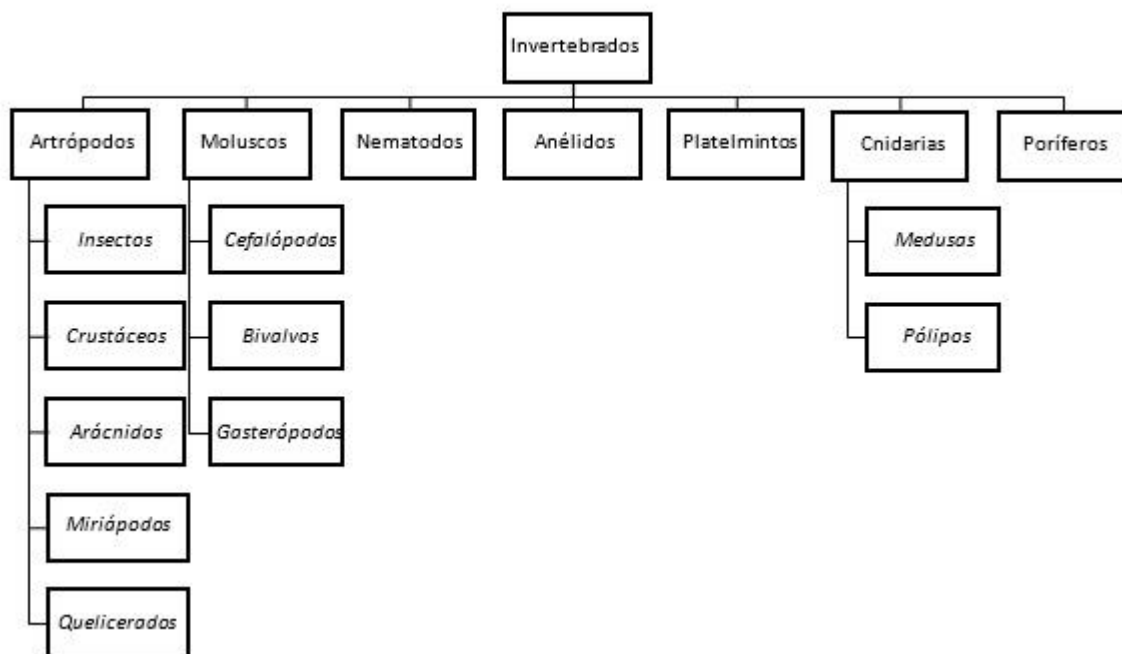 Invertebrados
Artrópodos
Moluscos
Nematodos
Anélidos
Platelmintos
Cnidarias
Poríferos
Insectos
Cefalópodos
Medusas
Crustáceos
Bivalvos
Pólipos
Arácnidos
Gasterópodos
Miriápodos
Quelicerados